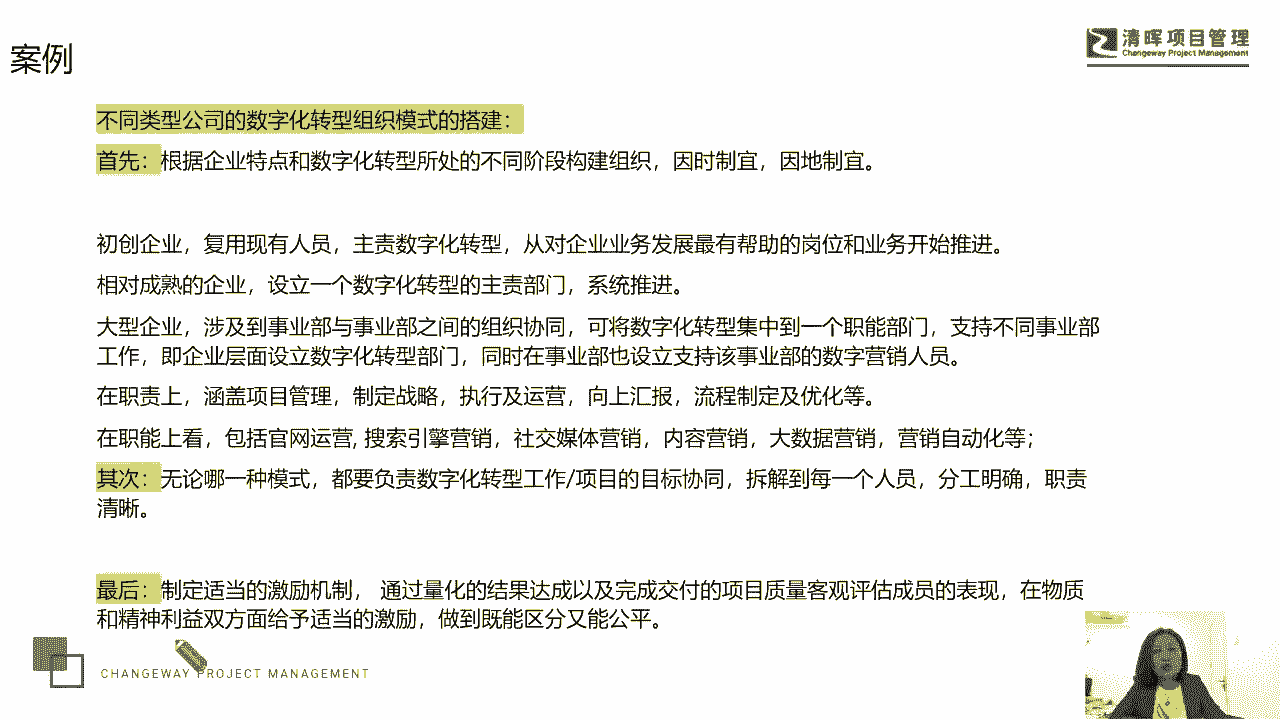 案例
清晖项目管理
Changeway Project Management
不同类型公司的数字化转型组织模式的搭建：
首先：根据企业特点和数字化转型所处的不同阶段构建组织，因时制宜，因地制宜。
初创企业，复用现有人员，主责数字化转型，从对企业业务发展最有帮助的岗位和业务开始推进。
相对成熟的企业，设立一个数字化转型的主责部门，系统推进。
大型企业，涉及到事业部与事业部之间的组织协同，可将数字化转型集中到一个职能部门，支持不同事业部
工作，即企业层面设立数字化转型部门，同时在事业部也设立支持该事业部的数字营销人员。
在职责上，涵盖项目管理，制定战略，执行及运营，向上汇报，流程制定及优化等。
在职能上看，包括官网运营,搜索引擎营销，社交媒体营销，内容营销，大数据营销，营销自动化等；
其次：无论哪一种模式，都要负责数字化转型工作/项目的目标协同，拆解到每一个人员，分工明确，职责
清晰。
最后：制定适当的激励机制， 通过量化的结果达成以及完成交付的项目质量客观评估成员的表现，在物质
和精神利益双方面给予适当的激励，做到既能区分又能公平。
CHANGEWAY PROJECT MANAGEMENT